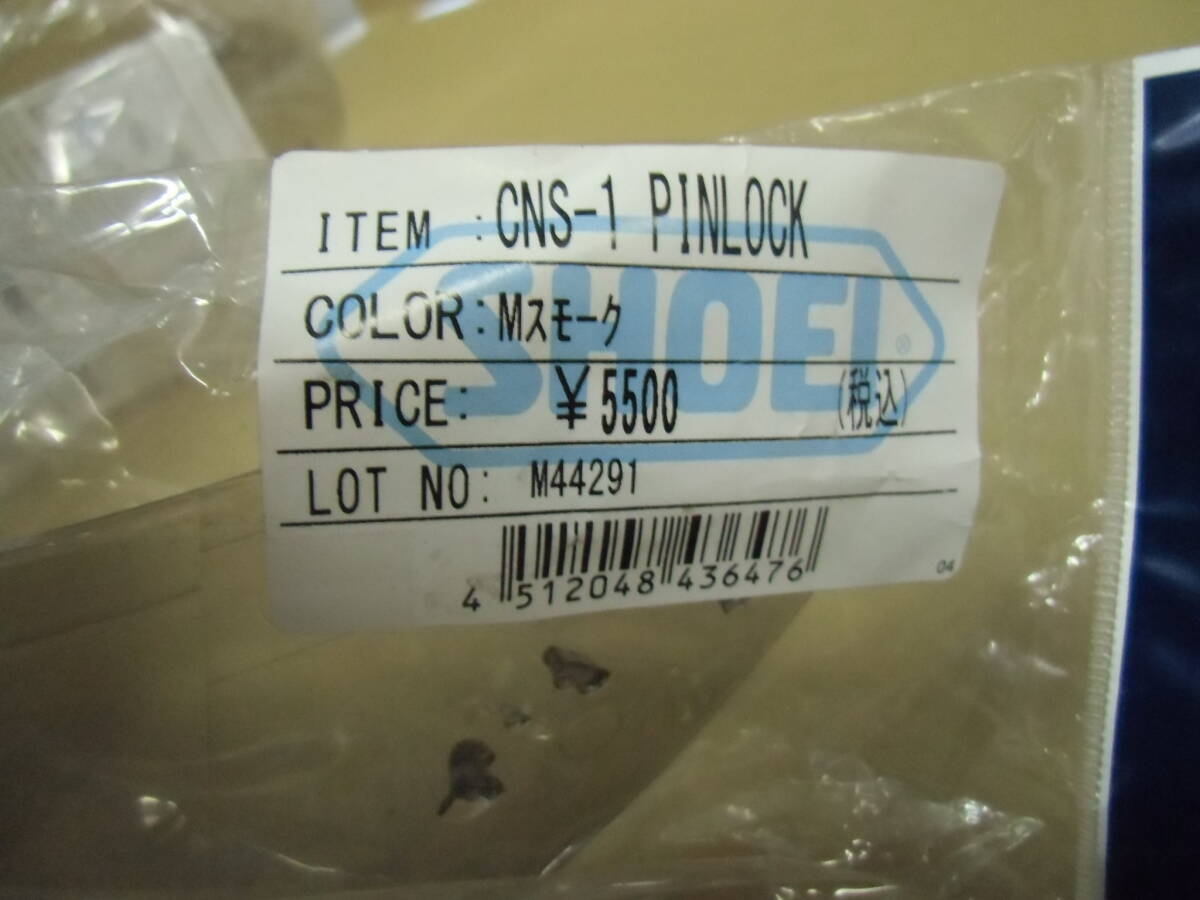 ITEM : CNS-1 PINLOCK
SHOEI®
COLOR: Mスモーク
PRICE: ¥5500 (税込)
LOT NO: M44291
4 512048 436476
04